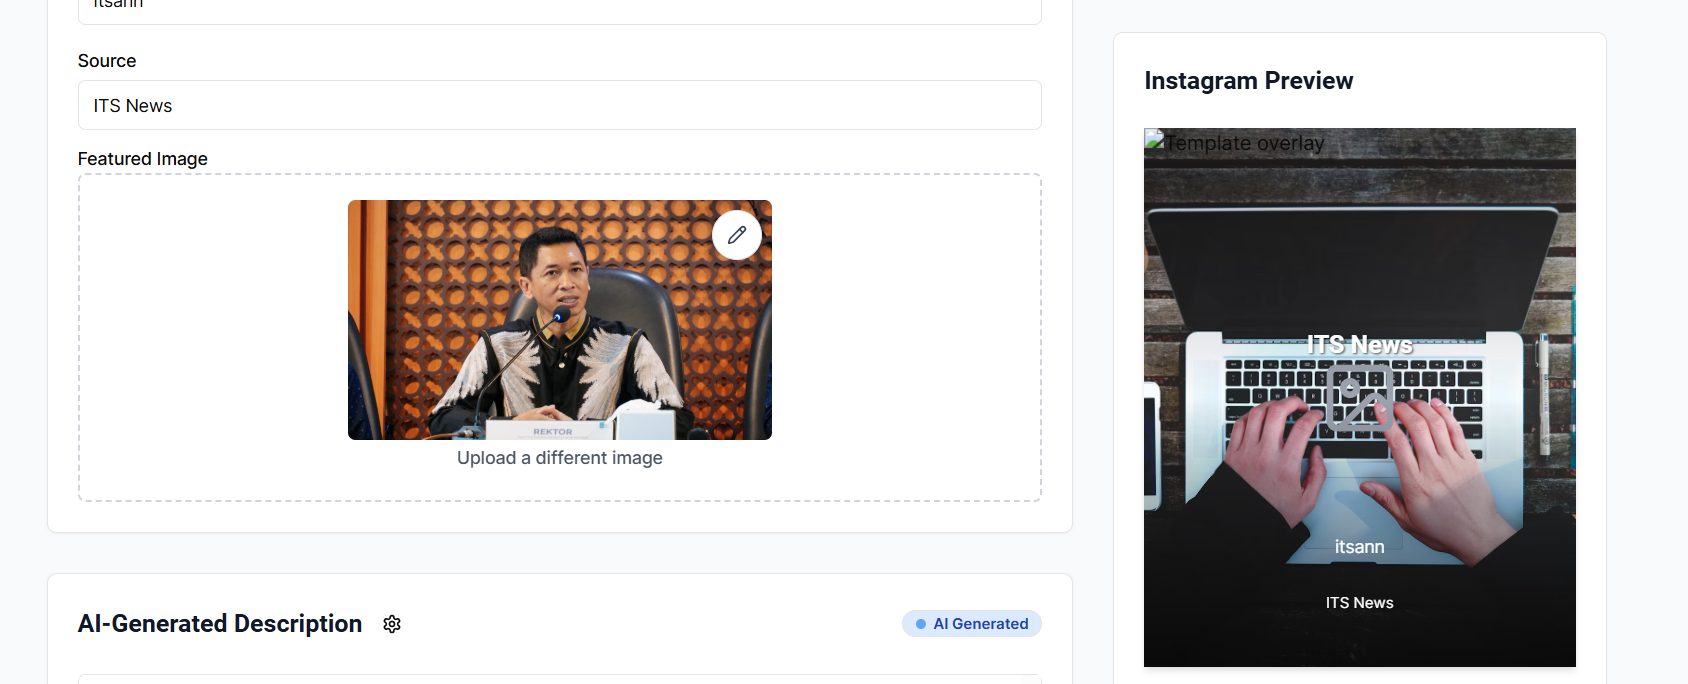 itsann
Source
ITS News
Featured Image
REKTOR
Upload a different image
AI-Generated Description
AI Generated
Instagram Preview
Template overlay
ITS News
itsann
ITS News